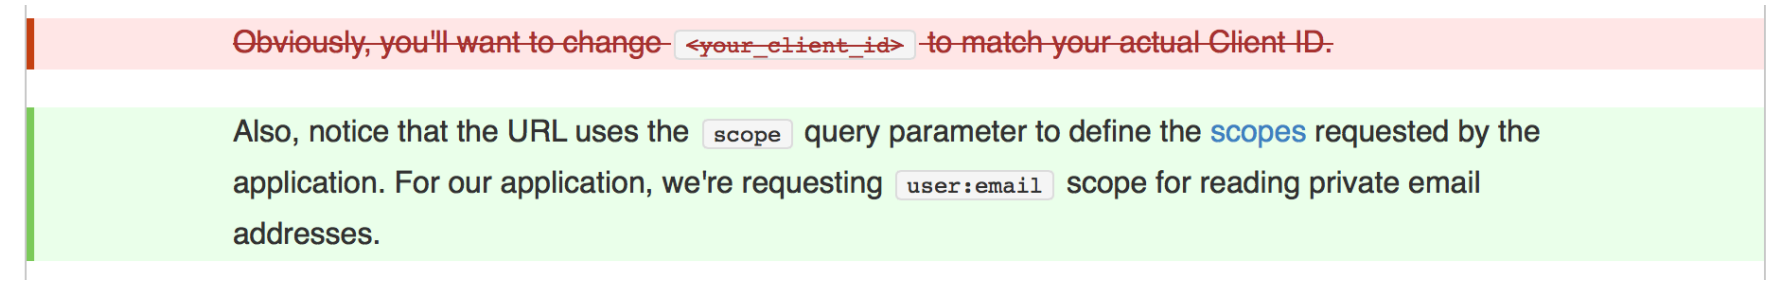 Obviously, you'll want to change <your_client_id> to match your actual Client ID.
Also, notice that the URL uses the scope query parameter to define the scopes requested by the
application. For our application, we're requesting user:email scope for reading private email
addresses.